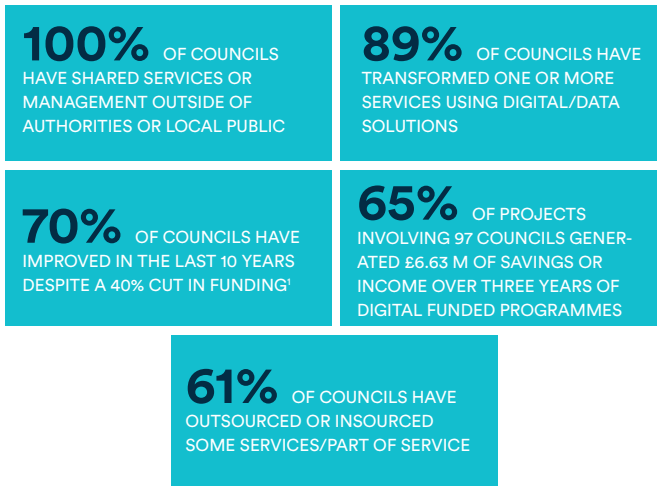 100% OF COUNCILS
HAVE SHARED SERVICES OR
MANAGEMENT OUTSIDE OF
AUTHORITIES OR LOCAL PUBLIC
89% OF COUNCILS HAVE
TRANSFORMED ONE OR MORE
SERVICES USING DIGITAL/DATA
SOLUTIONS
70% OF COUNCILS HAVE
IMPROVED IN THE LAST 10 YEARS
DESPITE A 40% CUT IN FUNDING¹
65% OF PROJECTS
INVOLVING 97 COUNCILS GENER-
ATED £6.63 M OF SAVINGS OR
INCOME OVER THREE YEARS OF
DIGITAL FUNDED PROGRAMMES
61% OF COUNCILS HAVE
OUTSOURCED OR INSOURCED
SOME SERVICES/PART OF SERVICE